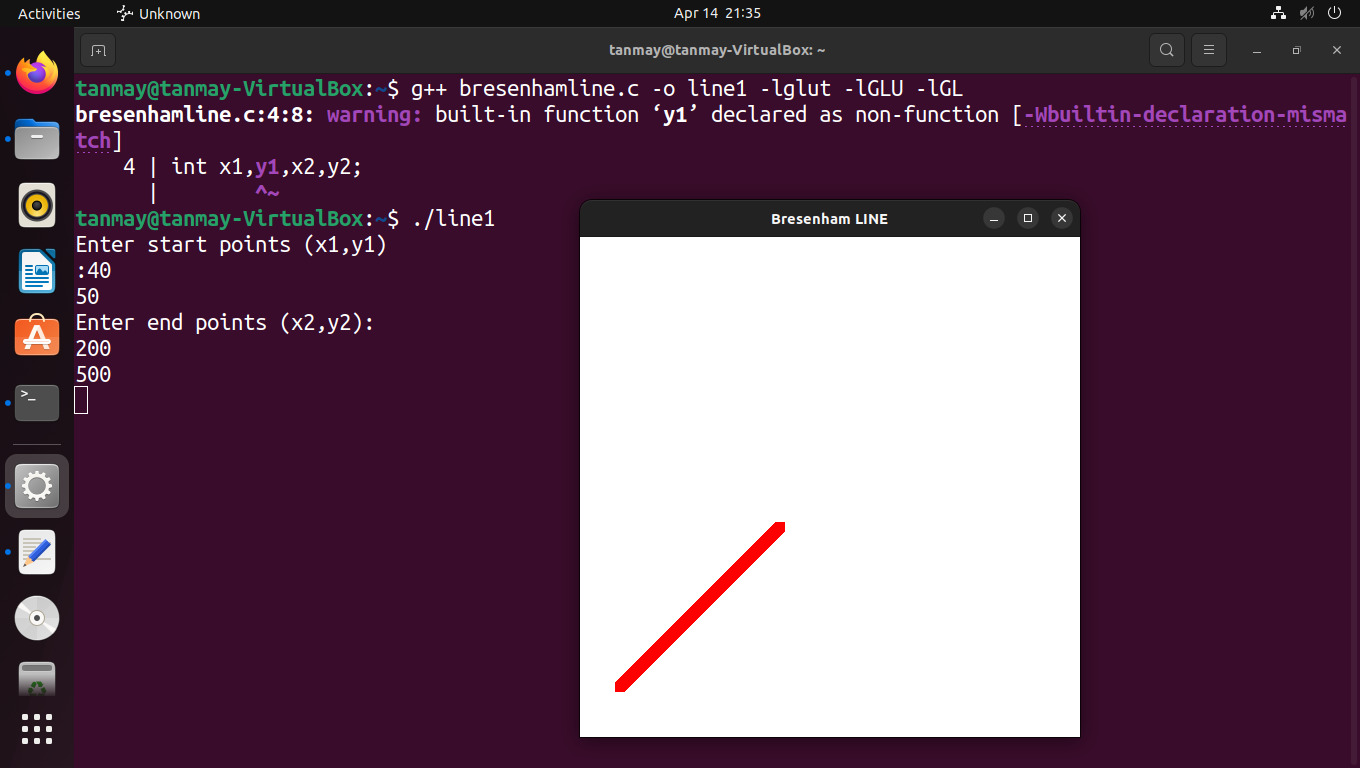 Activities
Unknown
Apr 14 21:35
tanmay@tanmay-VirtualBox: ~
tanmay@tanmay-VirtualBox:~$ g++ bresenhamline.c -o line1 -lglut -lGLU -lGL
bresenhamline.c:4:8: warning: built-in function ‘y1’ declared as non-function [-Wbuiltin-declaration-misma
tch]
4 | int x1,y1,x2,y2;
| ^~
tanmay@tanmay-VirtualBox:~$ ./line1
Enter start points (x1,y1)
:40
50
Enter end points (x2,y2):
200
500
Bresenham LINE